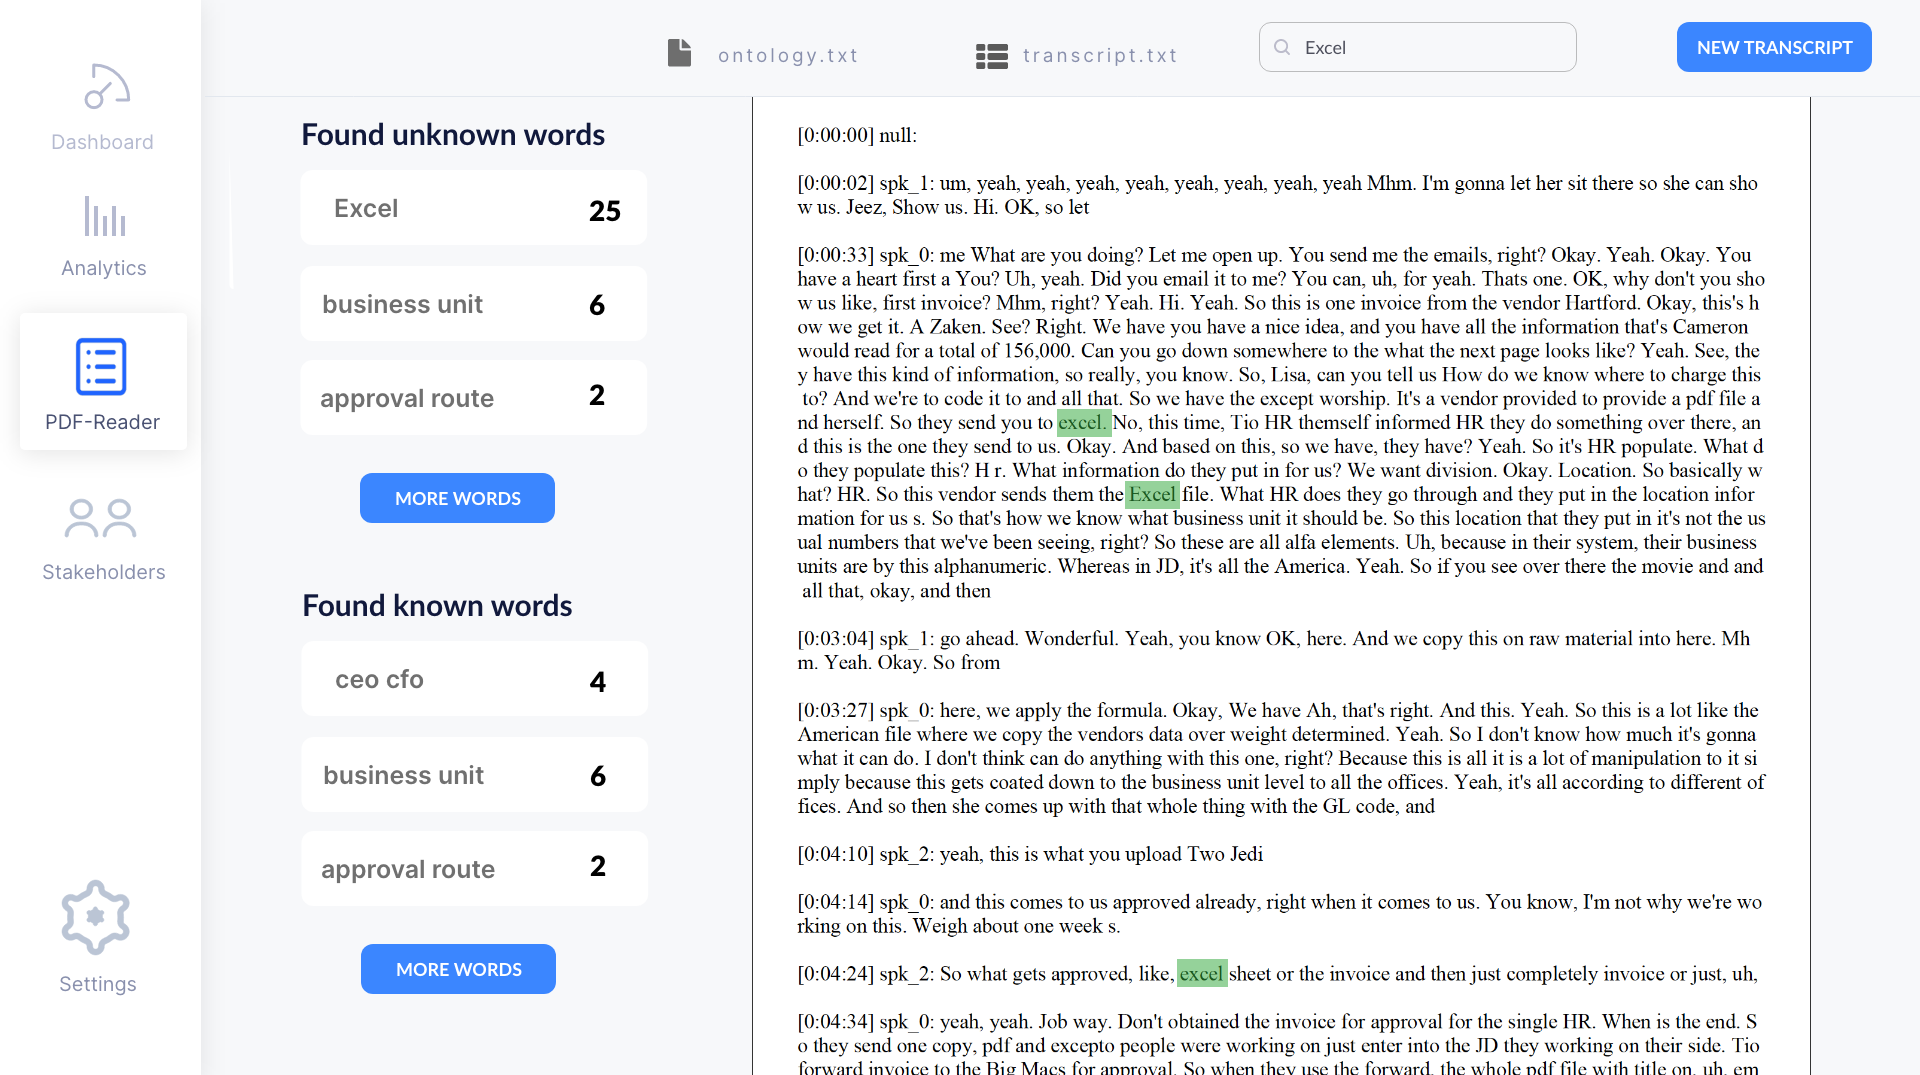 Dashboard
Analytics
PDF-Reader
Stakeholders
Settings
ontology.txt
transcript.txt
Excel
NEW TRANSCRIPT
Found unknown words
Excel 25
business unit 6
approval route 2
MORE WORDS
Found known words
ceo cfo 4
business unit 6
approval route 2
MORE WORDS
[0:00:00] null:
[0:00:02] spk_1: um, yeah, yeah, yeah, yeah, yeah, yeah, yeah, yeah Mhm. I'm gonna let her sit there so she can sho
w us. Jeez, Show us. Hi. OK, so let
[0:00:33] spk_0: me What are you doing? Let me open up. You send me the emails, right? Okay. Yeah. Okay. You
have a heart first a You? Uh, yeah. Did you email it to me? You can, uh, for yeah. Thats one. OK, why don't you sho
w us like, first invoice? Mhm, right? Yeah. Hi. Yeah. So this is one invoice from the vendor Hartford. Okay, this's h
ow we get it. A Zaken. See? Right. We have you have a nice idea, and you have all the information that's Cameron
would read for a total of 156,000. Can you go down somewhere to the what the next page looks like? Yeah. See, the
y have this kind of information, so really, you know. So, Lisa, can you tell us How do we know where to charge this
to? And we're to code it to and all that. So we have the except worship. It's a vendor provided to provide a pdf file a
nd herself. So they send you to excel. No, this time, Tio HR themself informed HR they do something over there, an
d this is the one they send to us. Okay. And based on this, so we have, they have? Yeah. So it's HR populate. What d
o they populate this? H r. What information do they put in for us? We want division. Okay. Location. So basically w
hat? HR. So this vendor sends them the Excel file. What HR does they go through and they put in the location infor
mation for us s. So that's how we know what business unit it should be. So this location that they put in it's not the us
ual numbers that we've been seeing, right? So these are all alfa elements. Uh, because in their system, their business
units are by this alphanumeric. Whereas in JD, it's all the America. Yeah. So if you see over there the movie and and
all that, okay, and then
[0:03:04] spk_1: go ahead. Wonderful. Yeah, you know OK, here. And we copy this on raw material into here. Mh
m. Yeah. Okay. So from
[0:03:27] spk_0: here, we apply the formula. Okay, We have Ah, that's right. And this. Yeah. So this is a lot like the
American file where we copy the vendors data over weight determined. Yeah. So I don't know how much it's gonna
what it can do. I don't think can do anything with this one, right? Because this is all it is a lot of manipulation to it si
mply because this gets coated down to the business unit level to all the offices. Yeah, it's all according to different of
fices. And so then she comes up with that whole thing with the GL code, and
[0:04:10] spk_2: yeah, this is what you upload Two Jedi
[0:04:14] spk_0: and this comes to us approved already, right when it comes to us. You know, I'm not why we're wo
rking on this. Weigh about one week s.
[0:04:24] spk_2: So what gets approved, like, excel sheet or the invoice and then just completely invoice or just, uh,
[0:04:34] spk_0: yeah, yeah. Job way. Don't obtained the invoice for approval for the single HR. When is the end. S
o they send one copy, pdf and excepto people were working on just enter into the JD they working on their side. Tio
forward invoice to the Big Macs for approval. So when they use the forward, the whole pdf file with title on, uh, em